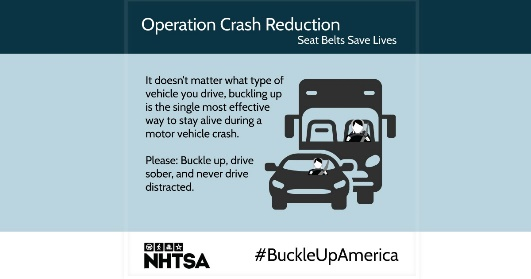 Operation Crash Reduction
Seat Belts Save Lives
It doesn't matter what type of
vehicle you drive, buckling up
is the single most effective
way to stay alive during a
motor vehicle crash.
Please: Buckle up, drive
sober, and never drive
distracted.
NHTSA
#BuckleUpAmerica